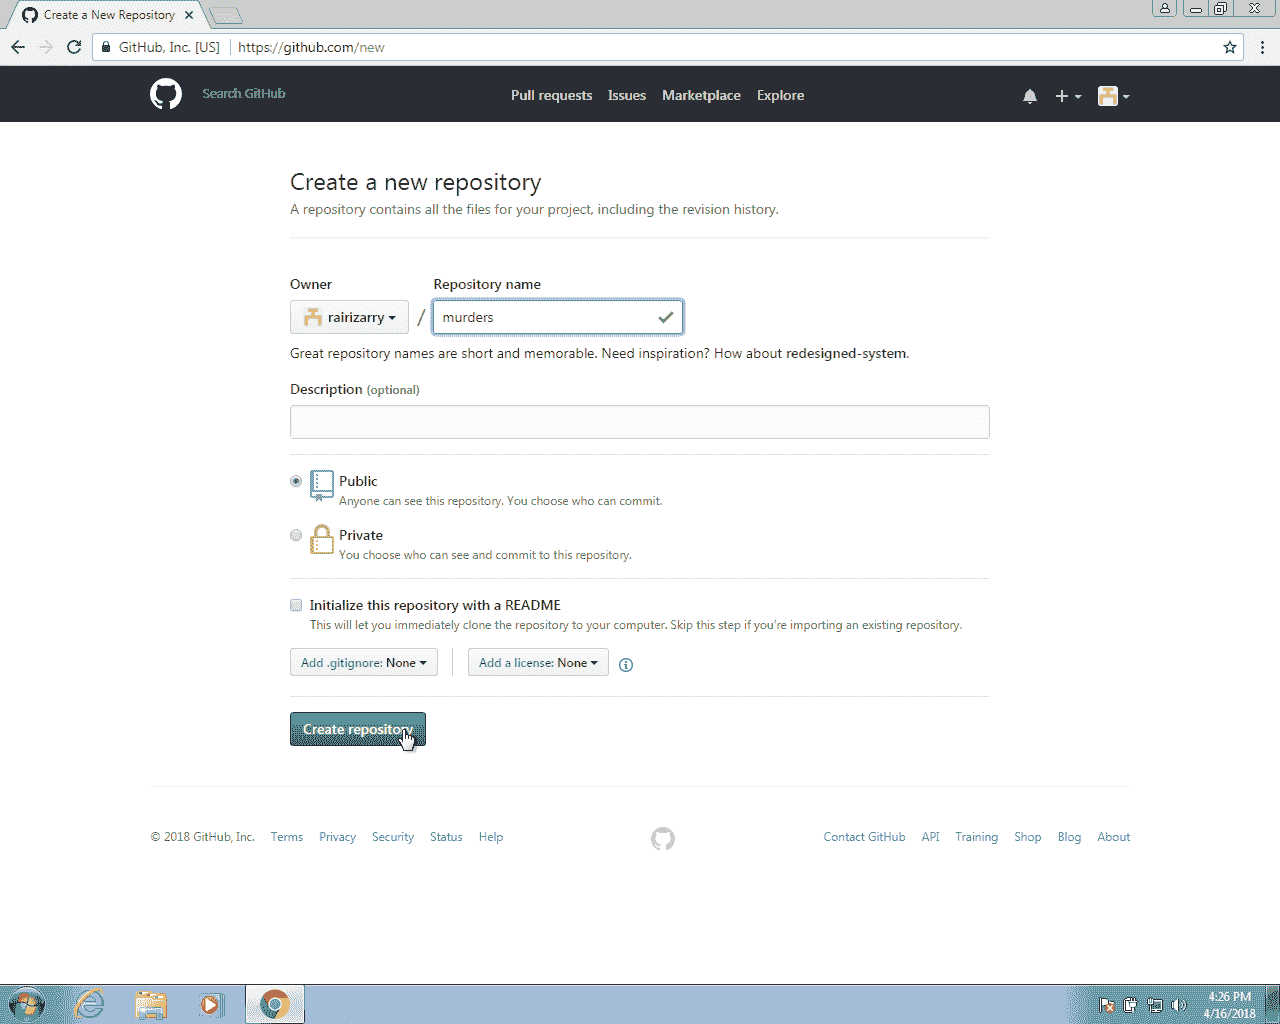 Create a New Repository
GitHub, Inc. [US] https://github.com/new
Search GitHub Pull requests Issues Marketplace Explore
Create a new repository
A repository contains all the files for your project, including the revision history.
Owner Repository name
rairizarry / murders
Great repository names are short and memorable. Need inspiration? How about redesigned-system.
Description (optional)
Public
Anyone can see this repository. You choose who can commit.
Private
You choose who can see and commit to this repository.
Initialize this repository with a README
This will let you immediately clone the repository to your computer. Skip this step if you're importing an existing repository.
Add .gitignore: None Add a license: None
Create repository
© 2018 GitHub, Inc. Terms Privacy Security Status Help Contact GitHub API Training Shop Blog About
4:26 PM
4/16/2018